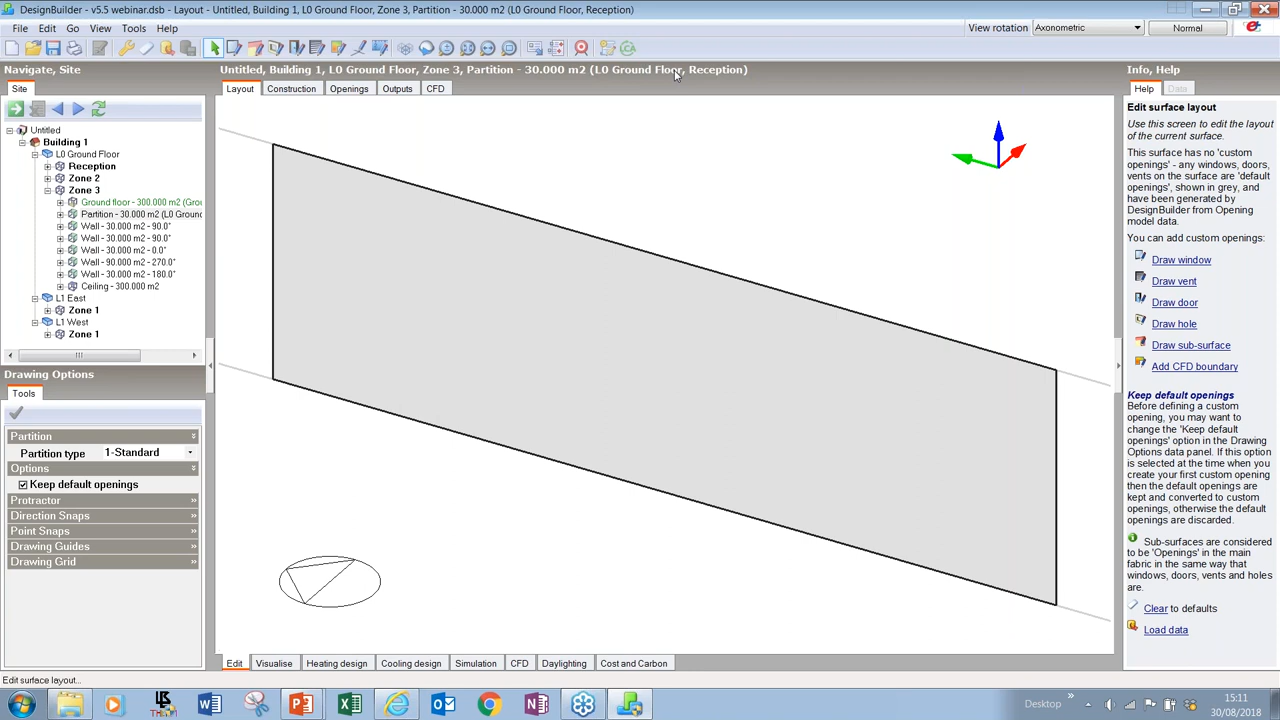 DesignBuilder - v5.5 webinar.dsb - Layout - Untitled, Building 1, L0 Ground Floor, Zone 3, Partition - 30.000 m2 (L0 Ground Floor, Reception)
File Edit Go View Tools Help
View rotation Axonometric Normal
Navigate, Site
Untitled, Building 1, L0 Ground Floor, Zone 3, Partition - 30.000 m2 (L0 Ground Floor, Reception)
Info, Help
Site
Layout Construction Openings Outputs CFD
Help Data
Untitled
Building 1
L0 Ground Floor
Reception
Zone 2
Zone 3
Ground floor - 300.000 m2 (Grou
Partition - 30.000 m2 (L0 Ground
Wall - 30.000 m2 - 90.0°
Wall - 30.000 m2 - 90.0°
Wall - 30.000 m2 - 0.0°
Wall - 90.000 m2 - 270.0°
Wall - 30.000 m2 - 180.0°
Ceiling - 300.000 m2
L1 East
Zone 1
L1 West
Zone 1
Drawing Options
Tools
Partition
Partition type 1-Standard
Options
Keep default openings
Protractor
Direction Snaps
Point Snaps
Drawing Guides
Drawing Grid
Edit surface layout
Use this screen to edit the layout
of the current surface.
This surface has no 'custom
openings' - any windows, doors,
vents on the surface are 'default
openings', shown in grey, and
have been generated by
DesignBuilder from Opening
model data.
You can add custom openings:
Draw window
Draw vent
Draw door
Draw hole
Draw sub-surface
Add CFD boundary
Keep default openings
Before defining a custom
opening, you may want to
change the 'Keep default
openings' option in the Drawing
Options data panel. If this option
is selected at the time when you
create your first custom opening
then the default openings are
kept and converted to custom
openings, otherwise the default
openings are discarded.
Sub-surfaces are considered
to be 'Openings' in the main
fabric in the same way that
windows, doors, vents and holes
are.
Clear to defaults
Load data
Edit Visualise Heating design Cooling design Simulation CFD Daylighting Cost and Carbon
Edit surface layout...
Desktop
15:11
30/08/2018